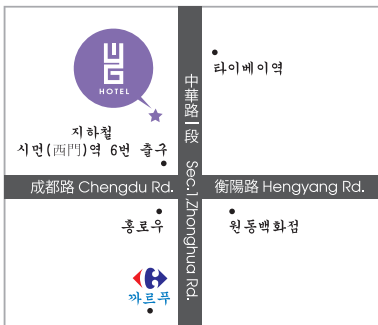 WG
HOTEL
타이베이역
지하철
시먼(西門)역 6번 출구
中華路一段 Sec.1,Zhonghua Rd.
成都路 Chengdu Rd.
衡陽路 Hengyang Rd.
홍로우
원동백화점
까르푸